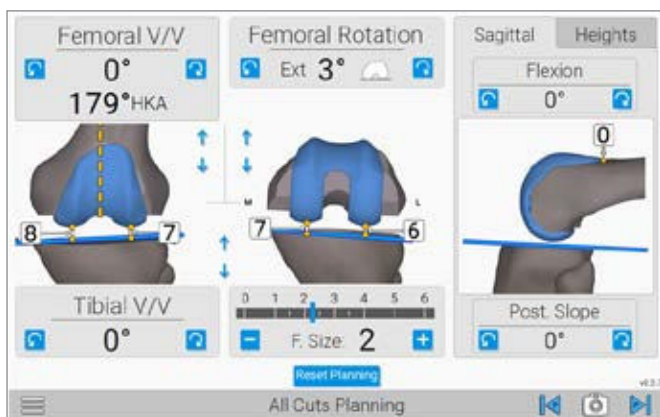 Femoral V/V
0°
179°HKA
Femoral Rotation
Ext 3°
Sagittal
Heights
Flexion
0°
0
8
7
M
L
7
6
Tibial V/V
0°
0 1 2 3 4 5 6
F. Size: 2
Post. Slope
0°
Reset Planning
All Cuts Planning